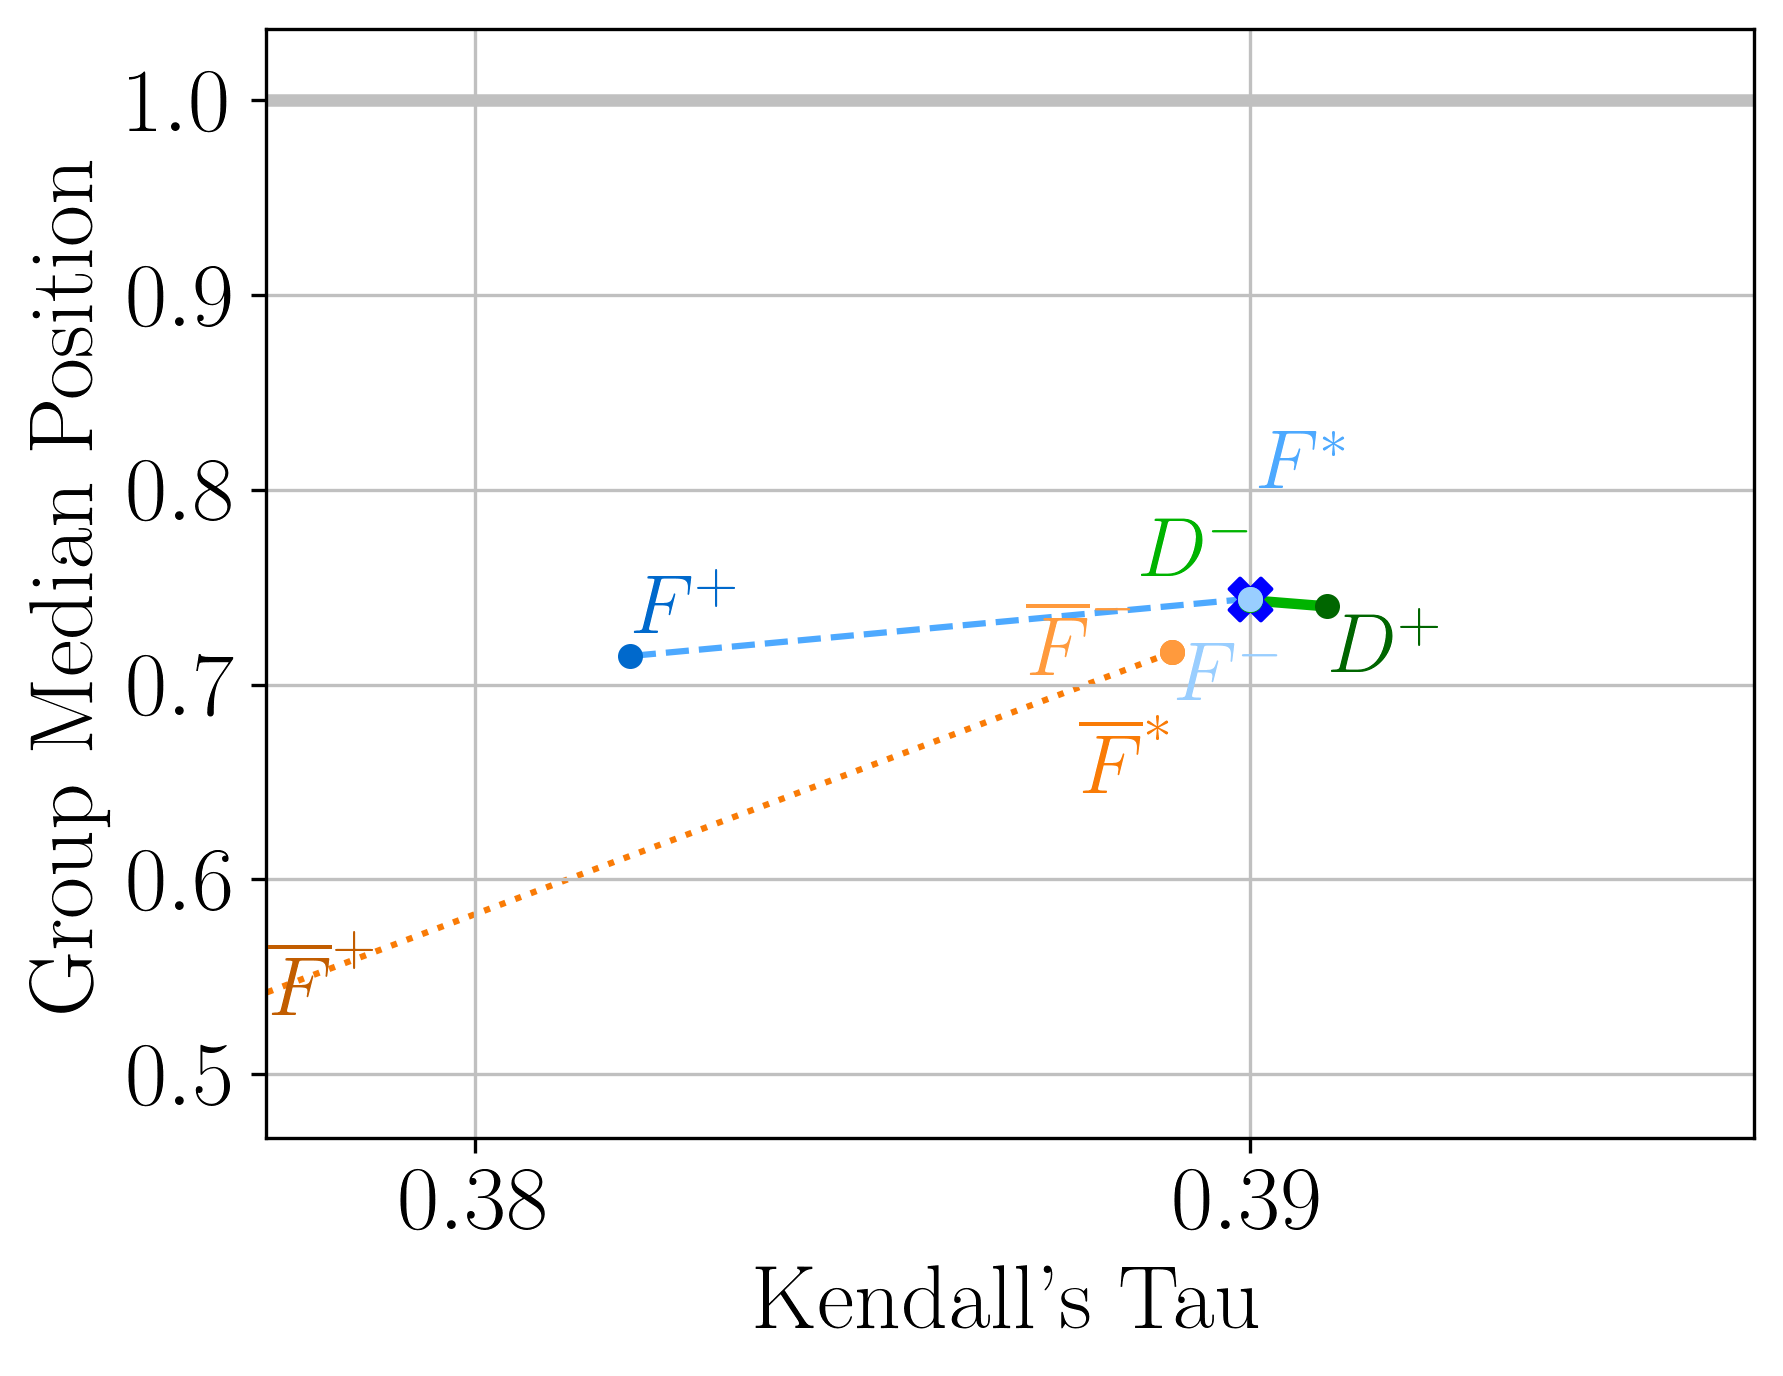 Group Median Position
1.0
0.9
0.8
0.7
0.6
0.5
F*
D⁻
F⁺
F̅⁻
D⁺
F⁻
F̅*
F̅⁺
0.38
0.39
Kendall's Tau